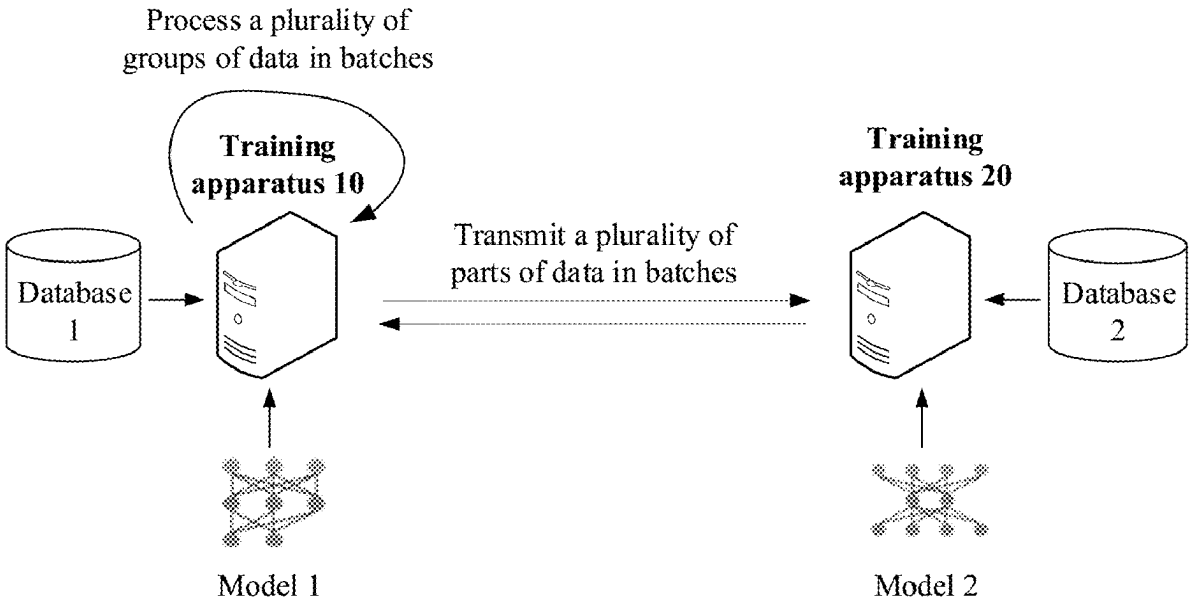 Process a plurality of
groups of data in batches
Training
apparatus 10
Training
apparatus 20
Transmit a plurality of
parts of data in batches
Database
1
Database
2
Model 1
Model 2